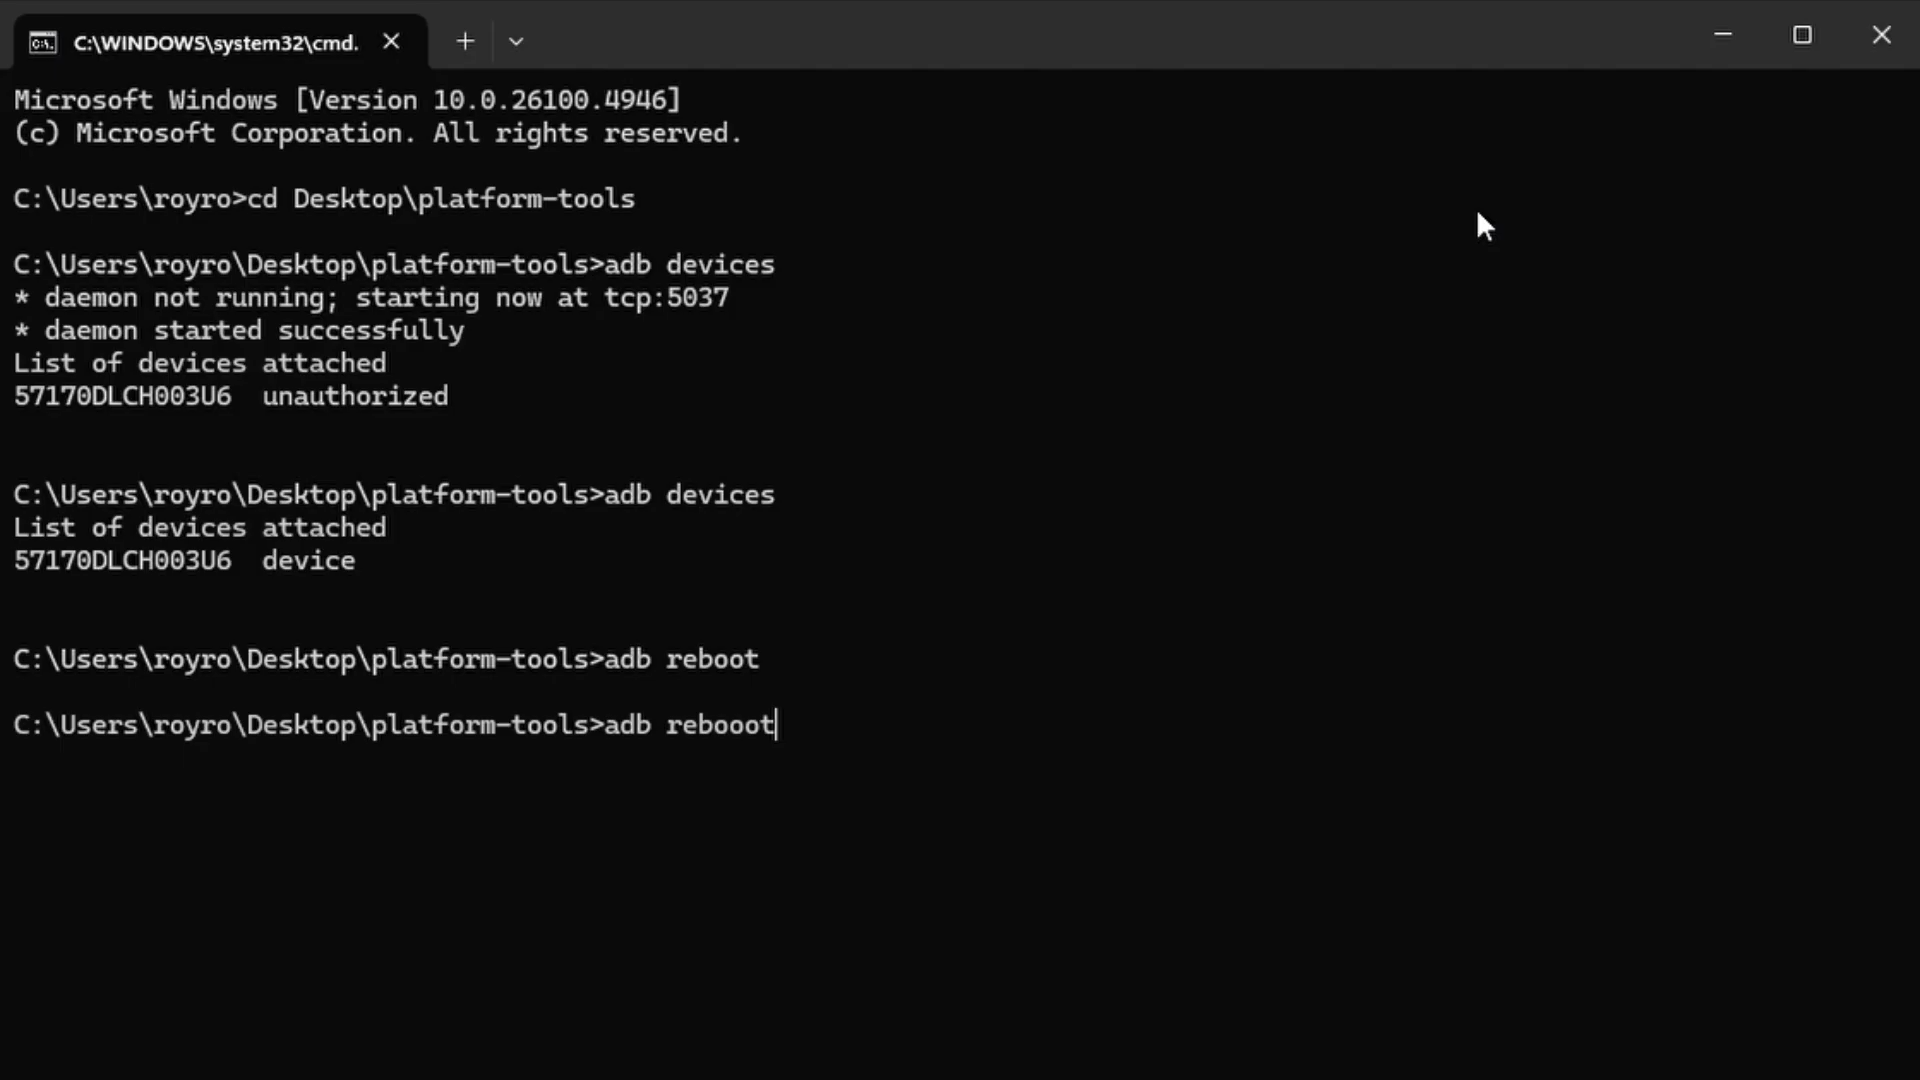 C:\WINDOWS\system32\cmd.
Microsoft Windows [Version 10.0.26100.4946]
(c) Microsoft Corporation. All rights reserved.
C:\Users\royro>cd Desktop\platform-tools
C:\Users\royro\Desktop\platform-tools>adb devices
* daemon not running; starting now at tcp:5037
* daemon started successfully
List of devices attached
57170DLCH003U6  unauthorized
C:\Users\royro\Desktop\platform-tools>adb devices
List of devices attached
57170DLCH003U6  device
C:\Users\royro\Desktop\platform-tools>adb reboot
C:\Users\royro\Desktop\platform-tools>adb rebooot